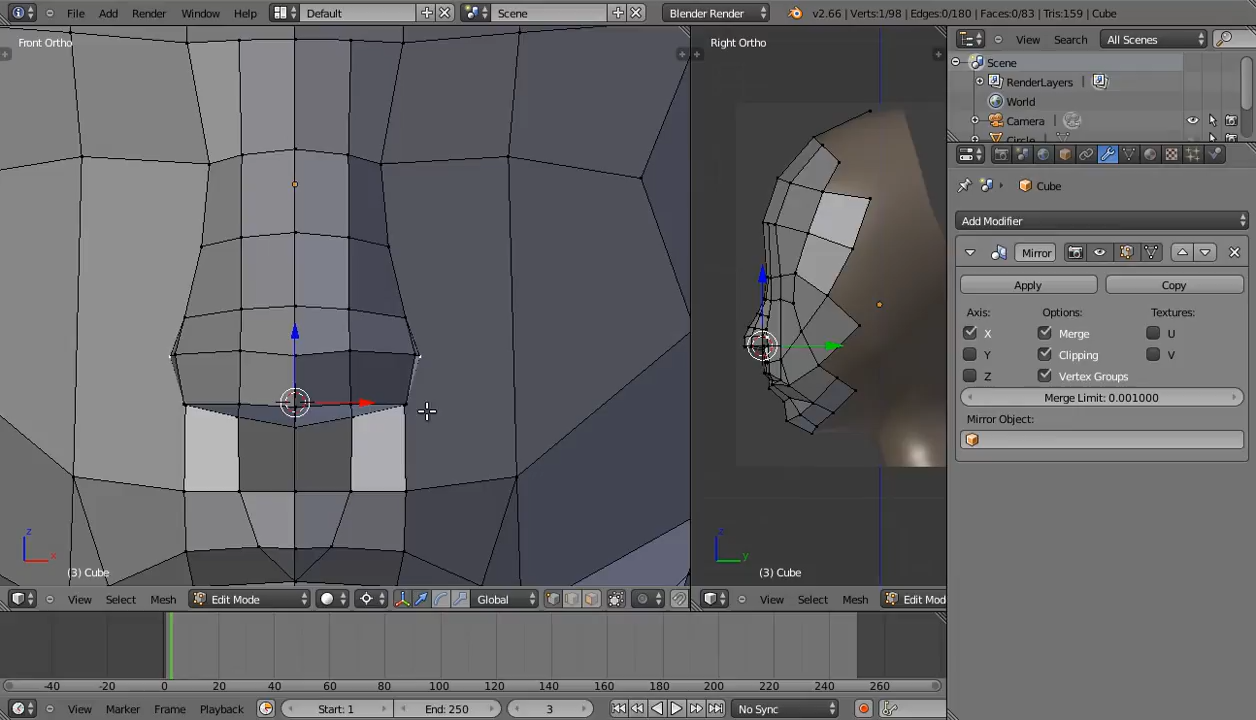 File Add Render Window Help Default Scene Blender Render v2.66 | Verts:1/98 | Edges:0/180 | Faces:0/83 | Tris:159 | Cube
Front Ortho
Right Ortho
View Search All Scenes
Scene
RenderLayers
World
Camera
Cube
Add Modifier
Mirror
Apply Copy
Axis: Options: Textures:
X Merge U
Y Clipping V
Z Vertex Groups
Merge Limit: 0.001000
Mirror Object:
z
x
(3) Cube
z
y
(3) Cube
View Select Mesh Edit Mode Global
View Select Mesh Edit Mod
-40 -20 0 20 40 60 80 100 120 140 160 180 200 220 240 260
View Marker Frame Playback Start: 1 End: 250 3 No Sync